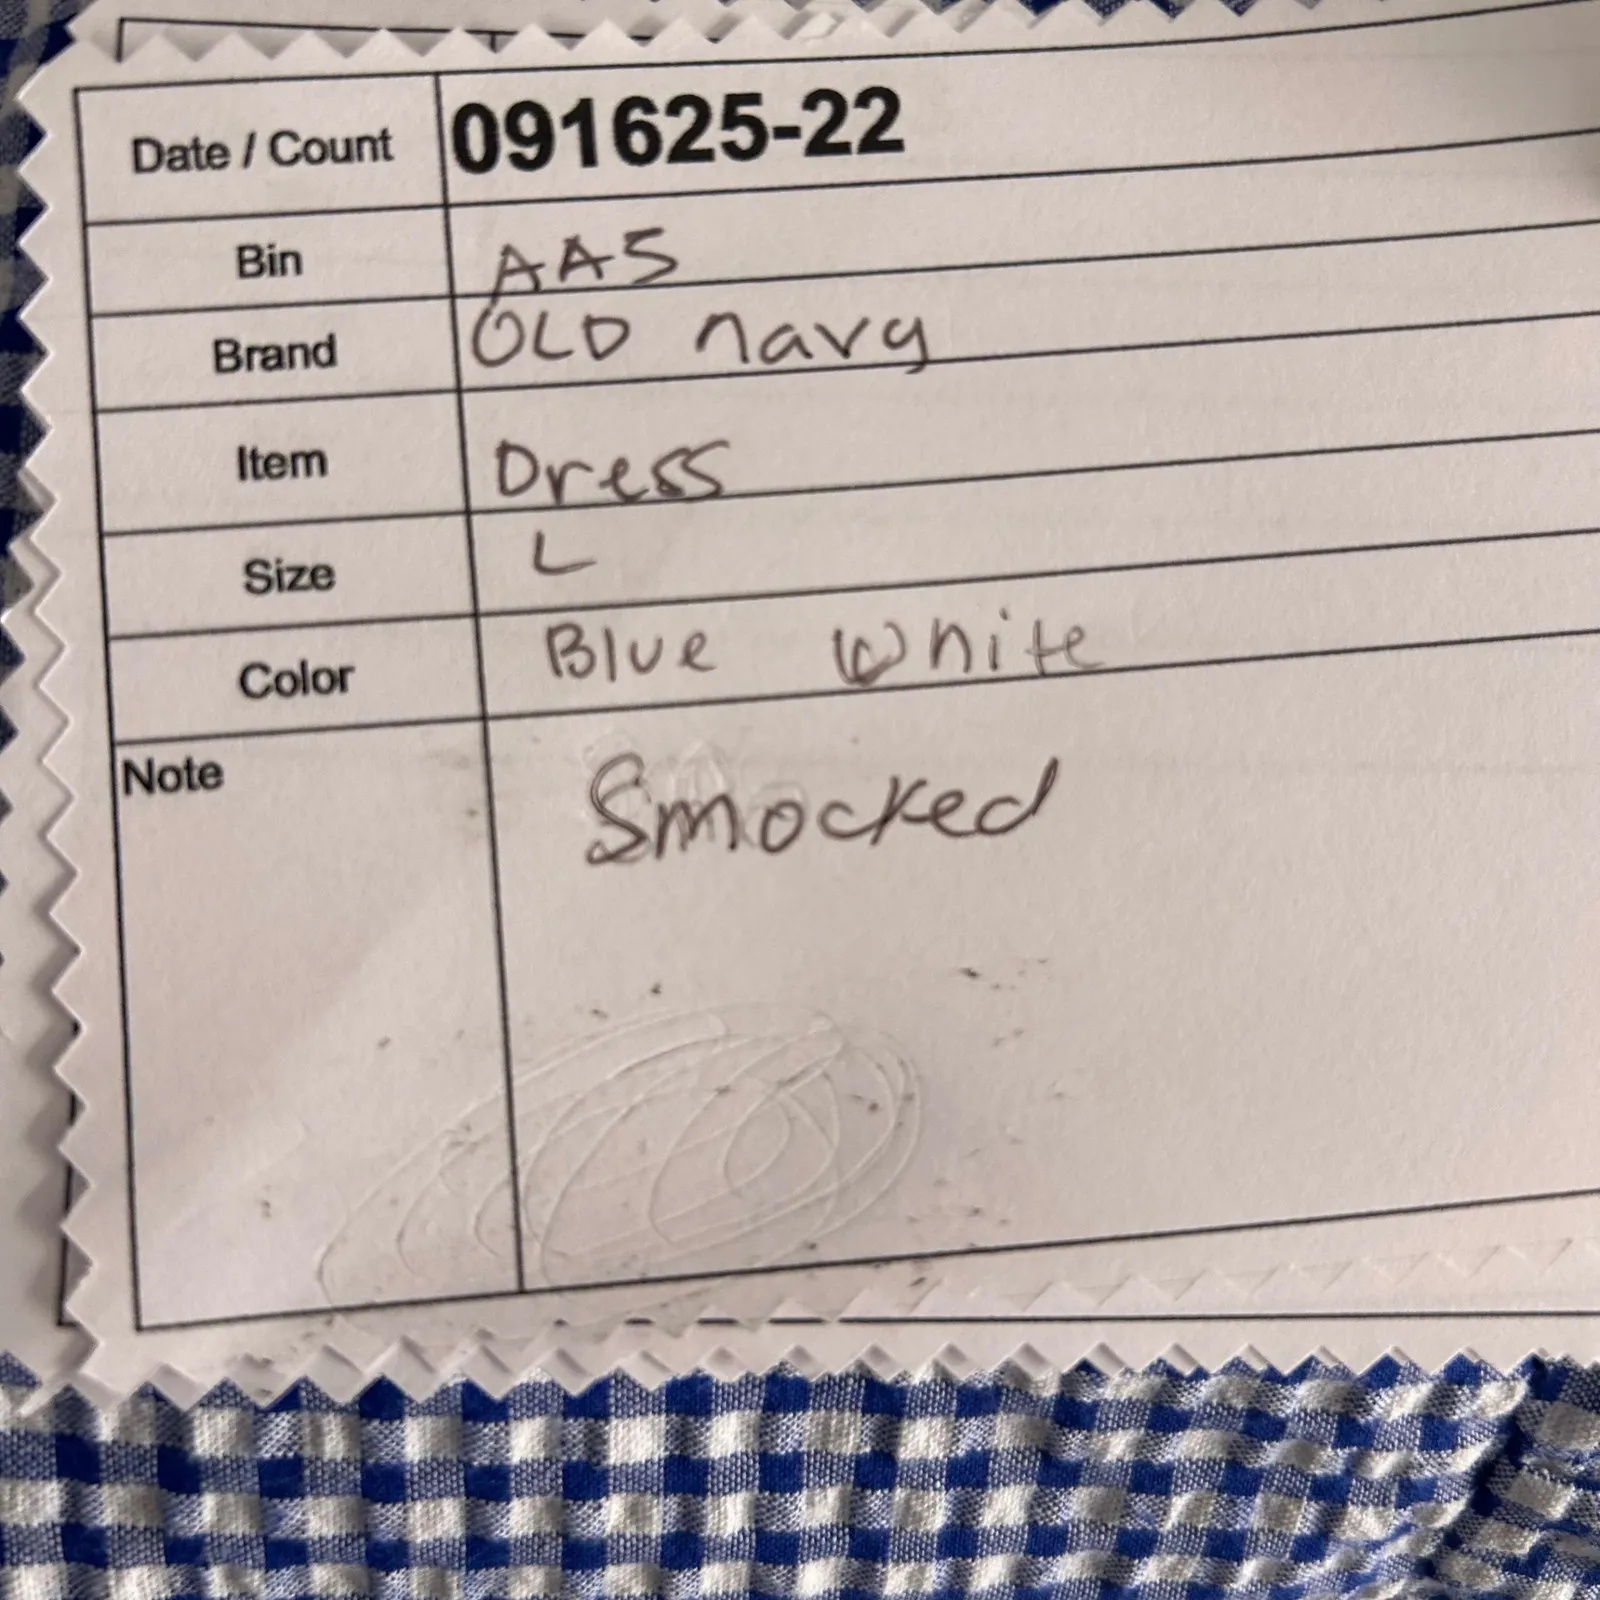 Date / Count 091625-22
Bin AA5
Brand OLD navy
Item Dress
Size L
Color Blue White
Note Smocked